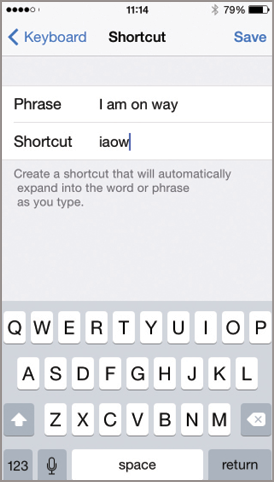 11:14 79%
Keyboard Shortcut Save
Phrase I am on way
Shortcut iaow
Create a shortcut that will automatically
expand into the word or phrase
as you type.
Q W E R T Y U I O P
A S D F G H J K L
Z X C V B N M
123 space return